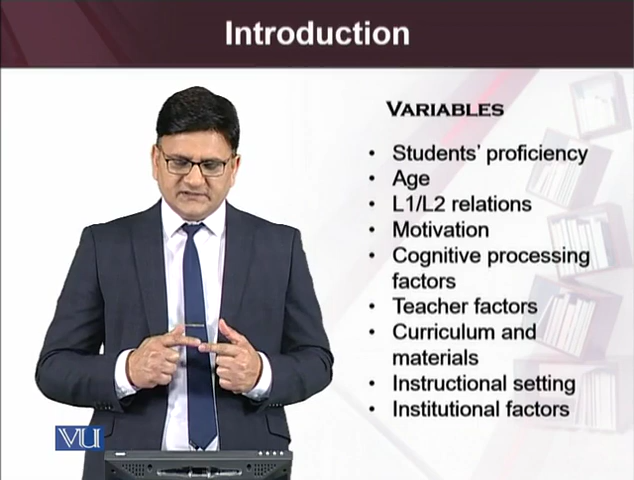 Introduction
VARIABLES
• Students' proficiency
• Age
• L1/L2 relations
• Motivation
• Cognitive processing
factors
• Teacher factors
• Curriculum and
materials
• Instructional setting
• Institutional factors
VU